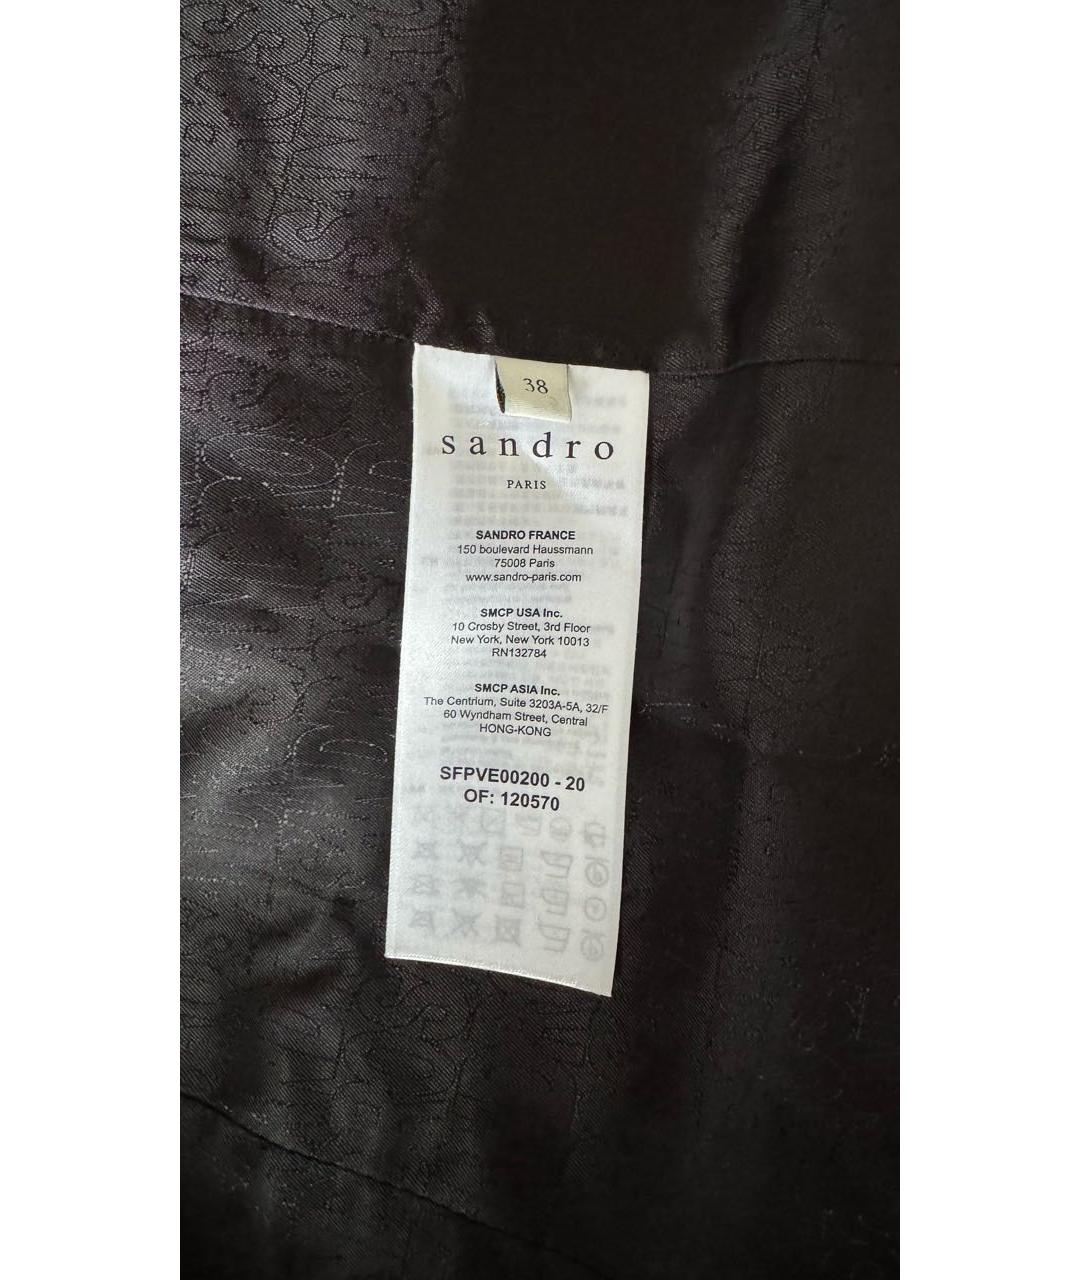 38
sandro
PARIS
SANDRO FRANCE
150 boulevard Haussmann
75008 Paris
www.sandro-paris.com
SMCP USA Inc.
10 Crosby Street, 3rd Floor
New York, New York 10013
RN132784
SMCP ASIA Inc.
The Centrium, Suite 3203A-5A, 32/F
60 Wyndham Street, Central
HONG-KONG
SFPVE00200 - 20
OF: 120570